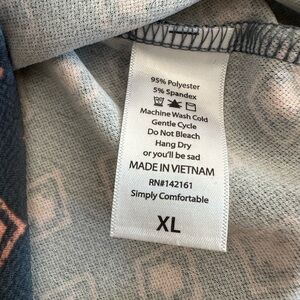 95% Polyester
5% Spandex
Machine Wash Cold
Gentle Cycle
Do Not Bleach
Hang Dry
or you'll be sad
MADE IN VIETNAM
RN#142161
Simply Comfortable
XL